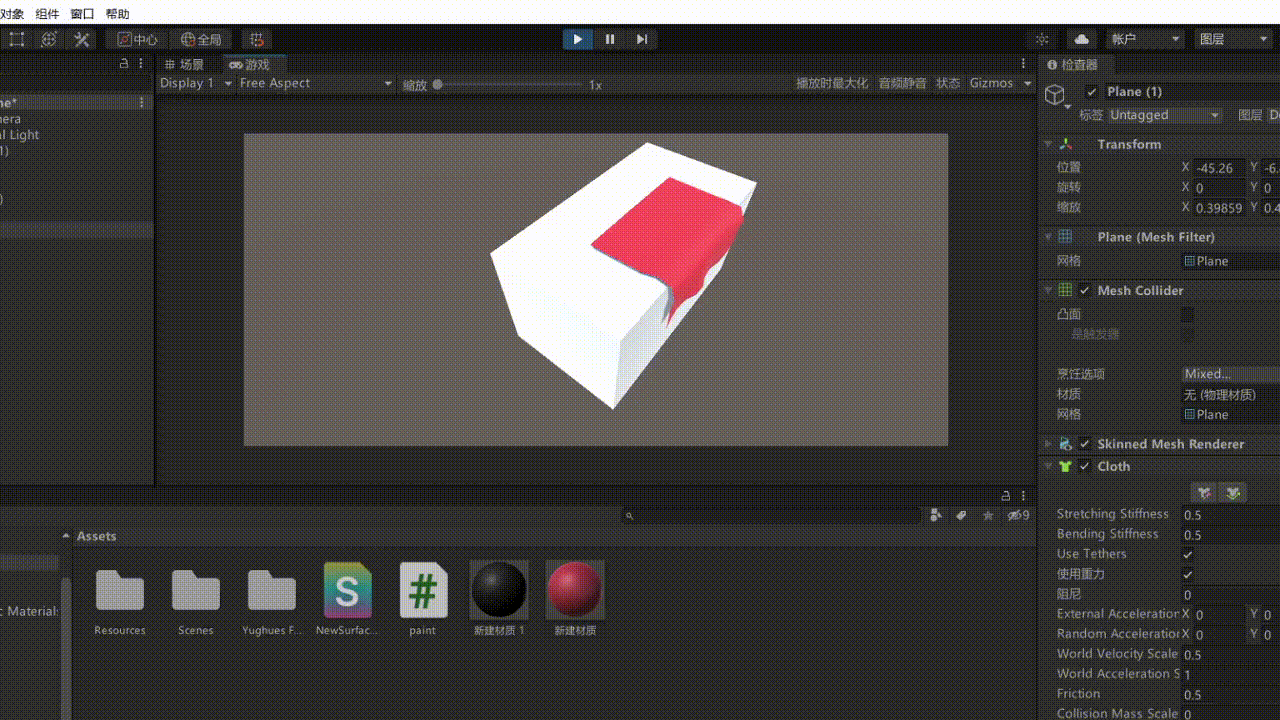 对象 组件 窗口 帮助
中心 全局 帐户 图层
场景 游戏 检查器
Display 1 Free Aspect 缩放 1x 播放时最大化 音频静音 状态 Gizmos
Plane (1)
标签 Untagged 图层 D
ne*
nera
l Light
1)
)
Transform
位置 X -45.26 Y -6.
旋转 X 0 Y 0
缩放 X 0.39859 Y 0.4
Plane (Mesh Filter)
网格 Plane
Mesh Collider
凸面
是触发器
烹饪选项 Mixed...
材质 无 (物理材质)
网格 Plane
Skinned Mesh Renderer
Cloth
Stretching Stiffness 0.5
Bending Stiffness 0.5
Use Tethers
使用重力
阻尼 0
External Acceleration X 0 Y 0
Random Acceleration X 0 Y 0
World Velocity Scale 0.5
World Acceleration S 1
Friction 0.5
Collision Mass Scale 0
9
Assets
c Material:
Resources Scenes Yughues F... NewSurfac... paint 新建材质 1 新建材质